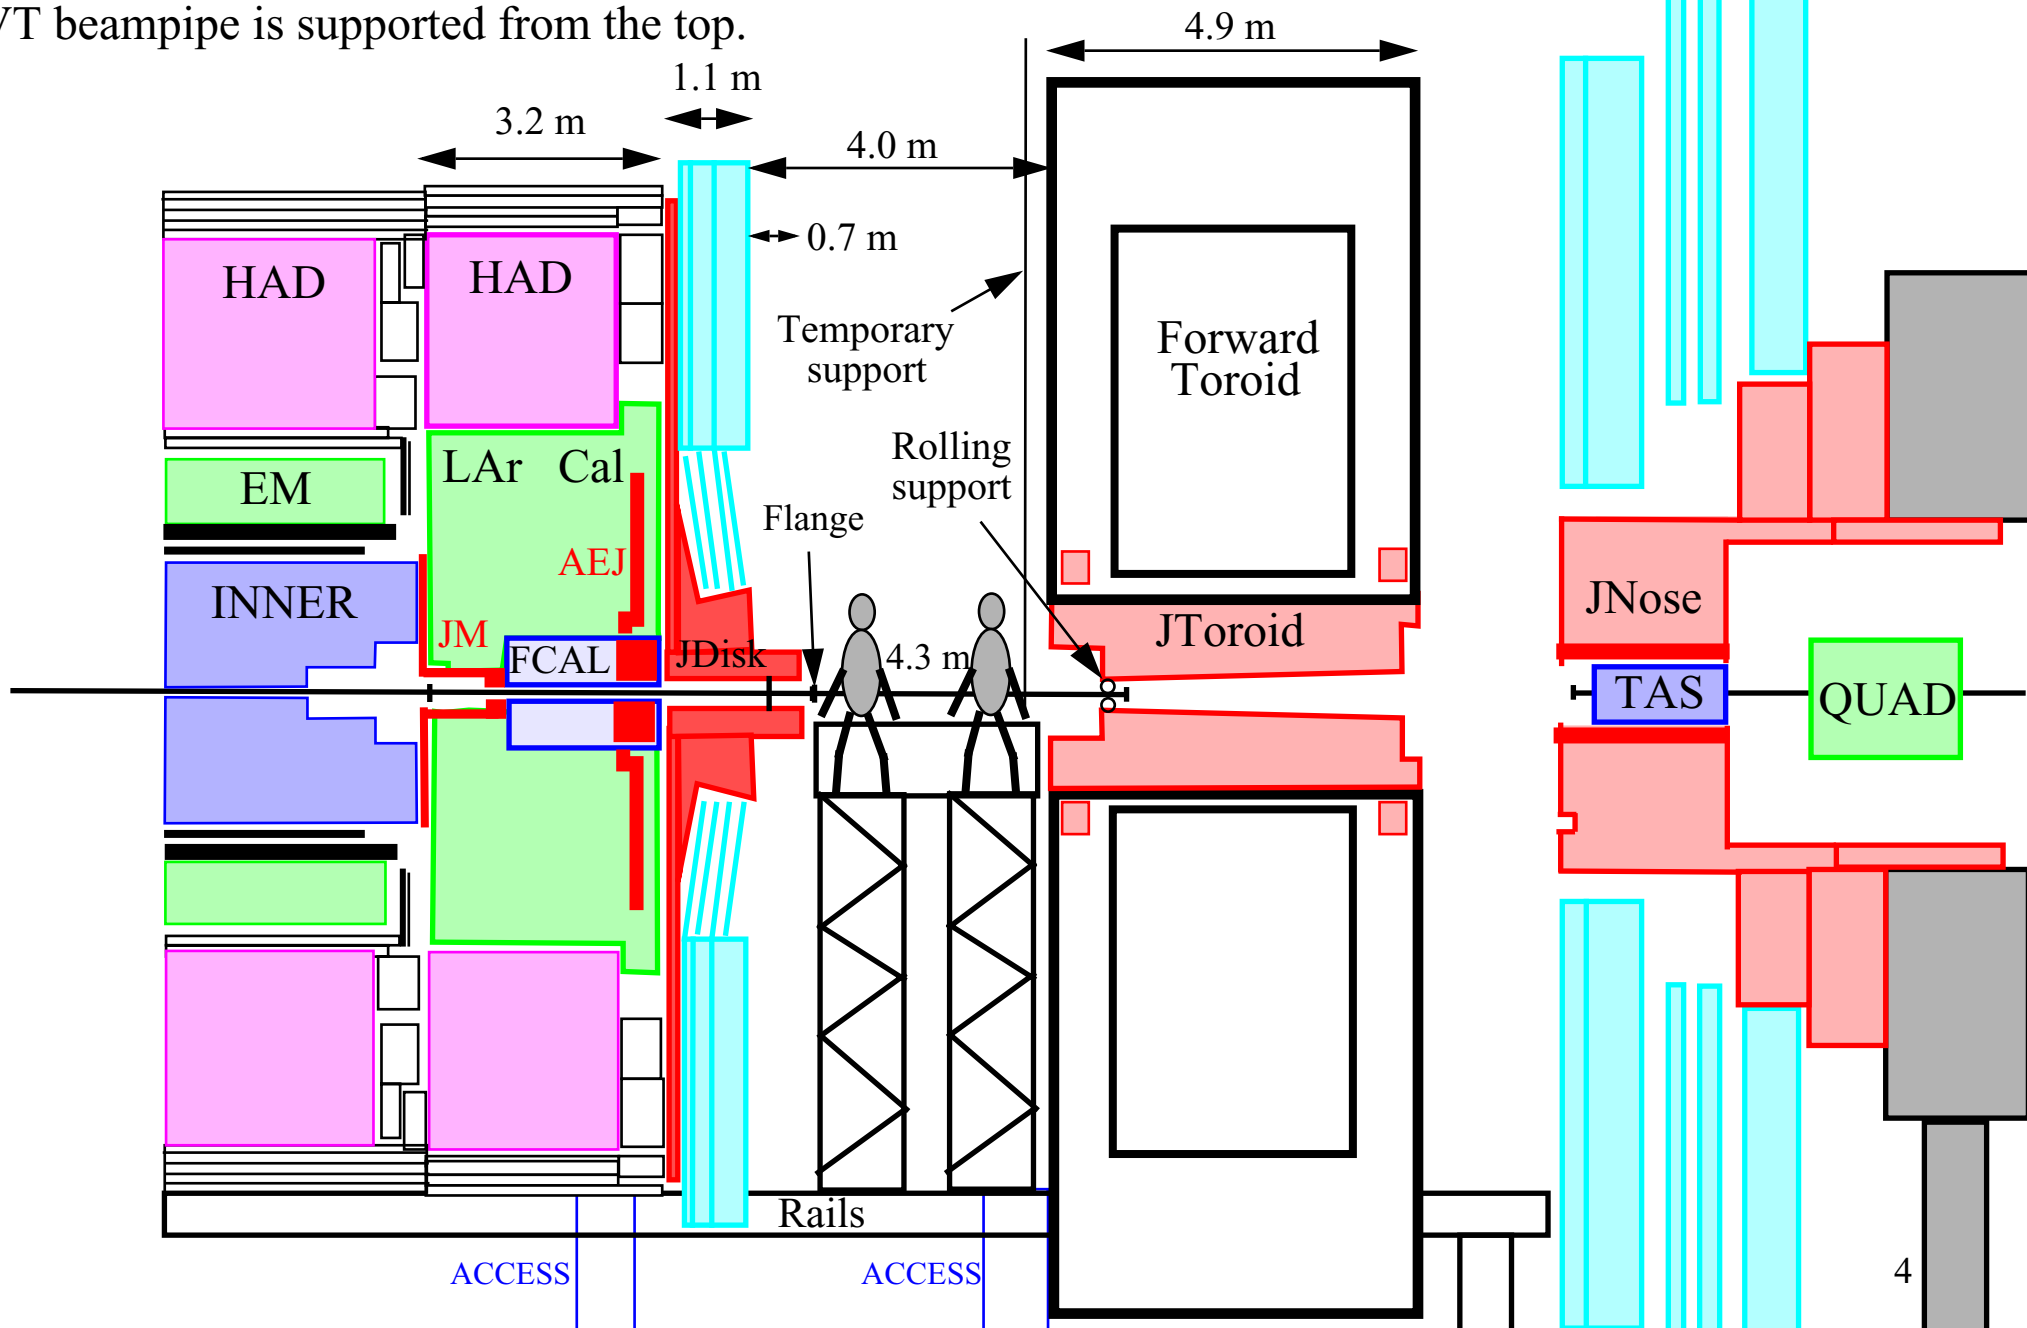 VT beampipe is supported from the top.
4.9 m
1.1 m
3.2 m
4.0 m
0.7 m
HAD
HAD
Temporary
support
Forward
Toroid
Rolling
support
LAr Cal
EM
Flange
AEJ
INNER
JNose
JM
JToroid
FCAL
JDisk
4.3 m
TAS
QUAD
Rails
ACCESS
ACCESS
4